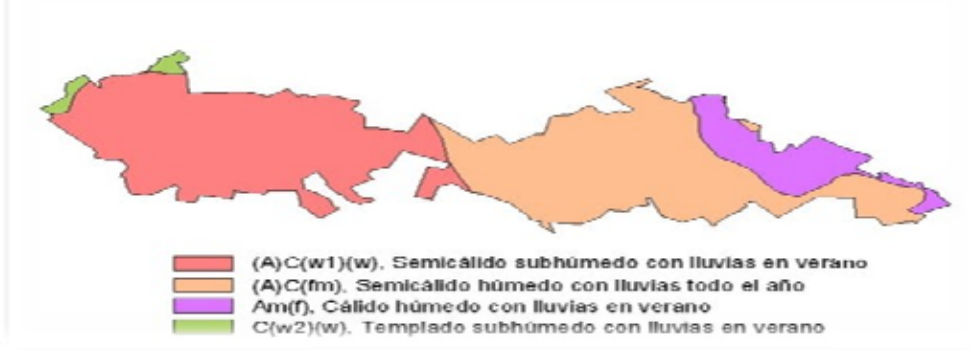 (A)C(w1)(w), Semicálido subhúmedo con lluvias en verano
(A)C(fm), Semicálido húmedo con lluvias todo el año
Am(f), Cálido húmedo con lluvias en verano
C(w2)(w), Templado subhúmedo con lluvias en verano